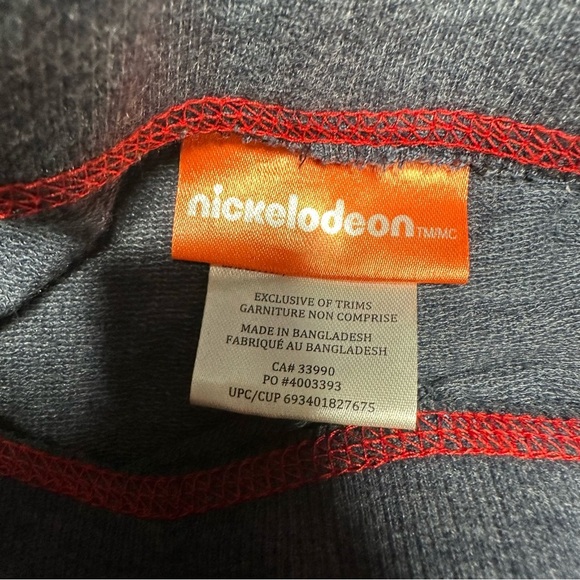 nickelodeon TM/MC
EXCLUSIVE OF TRIMS
GARNITURE NON COMPRISE
MADE IN BANGLADESH
FABRIQUÉ AU BANGLADESH
CA# 33990
PO #4003393
UPC/CUP 693401827675